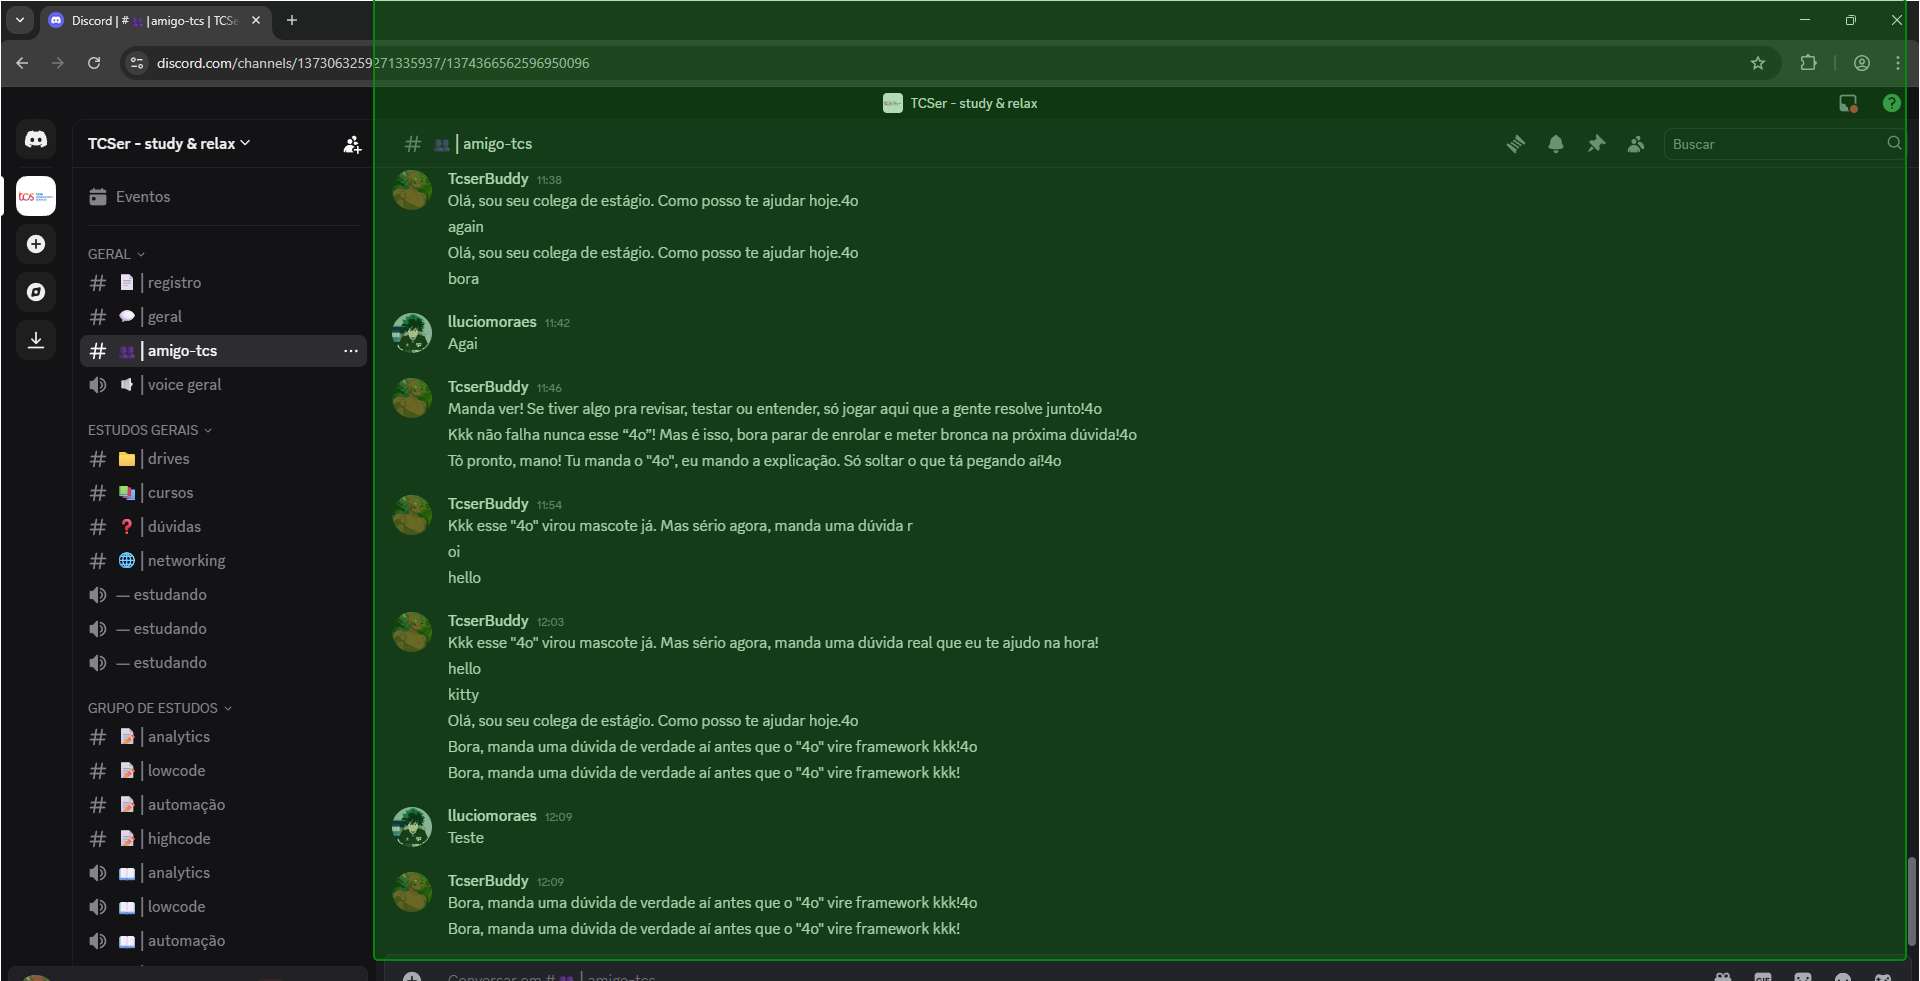 Discord | # 👥 | amigo-tcs | TCSe
discord.com/channels/1373063259271335937/1374366562596950096
TCSer - study & relax
TCSer - study & relax
# 👥 | amigo-tcs
Buscar
tcs
Eventos
GERAL
# 📄 | registro
# 💬 | geral
# 👥 | amigo-tcs
📢 | voice geral
ESTUDOS GERAIS
# 📁 | drives
# 📚 | cursos
# ❓ | dúvidas
# 🌐 | networking
— estudando
— estudando
— estudando
GRUPO DE ESTUDOS
# 📝 | analytics
# 📝 | lowcode
# 📝 | automação
# 📝 | highcode
📖 | analytics
📖 | lowcode
📖 | automação
TcserBuddy 11:38
Olá, sou seu colega de estágio. Como posso te ajudar hoje.4o
again
Olá, sou seu colega de estágio. Como posso te ajudar hoje.4o
bora
lluciomoraes 11:42
Agai
TcserBuddy 11:46
Manda ver! Se tiver algo pra revisar, testar ou entender, só jogar aqui que a gente resolve junto!4o
Kkk não falha nunca esse “4o”! Mas é isso, bora parar de enrolar e meter bronca na próxima dúvida!4o
Tô pronto, mano! Tu manda o "4o", eu mando a explicação. Só soltar o que tá pegando aí!4o
TcserBuddy 11:54
Kkk esse "4o" virou mascote já. Mas sério agora, manda uma dúvida r
oi
hello
TcserBuddy 12:03
Kkk esse "4o" virou mascote já. Mas sério agora, manda uma dúvida real que eu te ajudo na hora!
hello
kitty
Olá, sou seu colega de estágio. Como posso te ajudar hoje.4o
Bora, manda uma dúvida de verdade aí antes que o "4o" vire framework kkk!4o
Bora, manda uma dúvida de verdade aí antes que o "4o" vire framework kkk!
lluciomoraes 12:09
Teste
TcserBuddy 12:09
Bora, manda uma dúvida de verdade aí antes que o "4o" vire framework kkk!4o
Bora, manda uma dúvida de verdade aí antes que o "4o" vire framework kkk!
Conversar em # 👥 | amigo-tcs